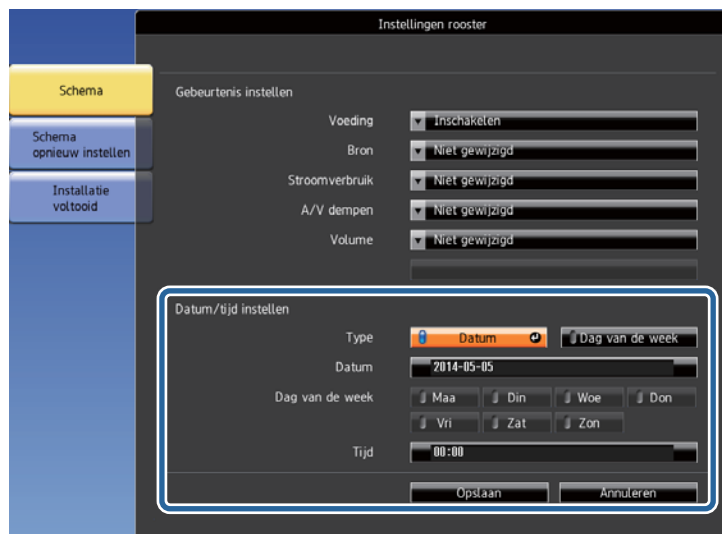 Instellingen rooster
Schema
Schema
opnieuw instellen
Installatie
voltooid
Gebeurtenis instellen
Voeding Inschakelen
Bron Niet gewijzigd
Stroomverbruik Niet gewijzigd
A/V dempen Niet gewijzigd
Volume Niet gewijzigd
Datum/tijd instellen
Type Datum Dag van de week
Datum 2014-05-05
Dag van de week Maa Din Woe Don
Vri Zat Zon
Tijd 00:00
Opslaan Annuleren